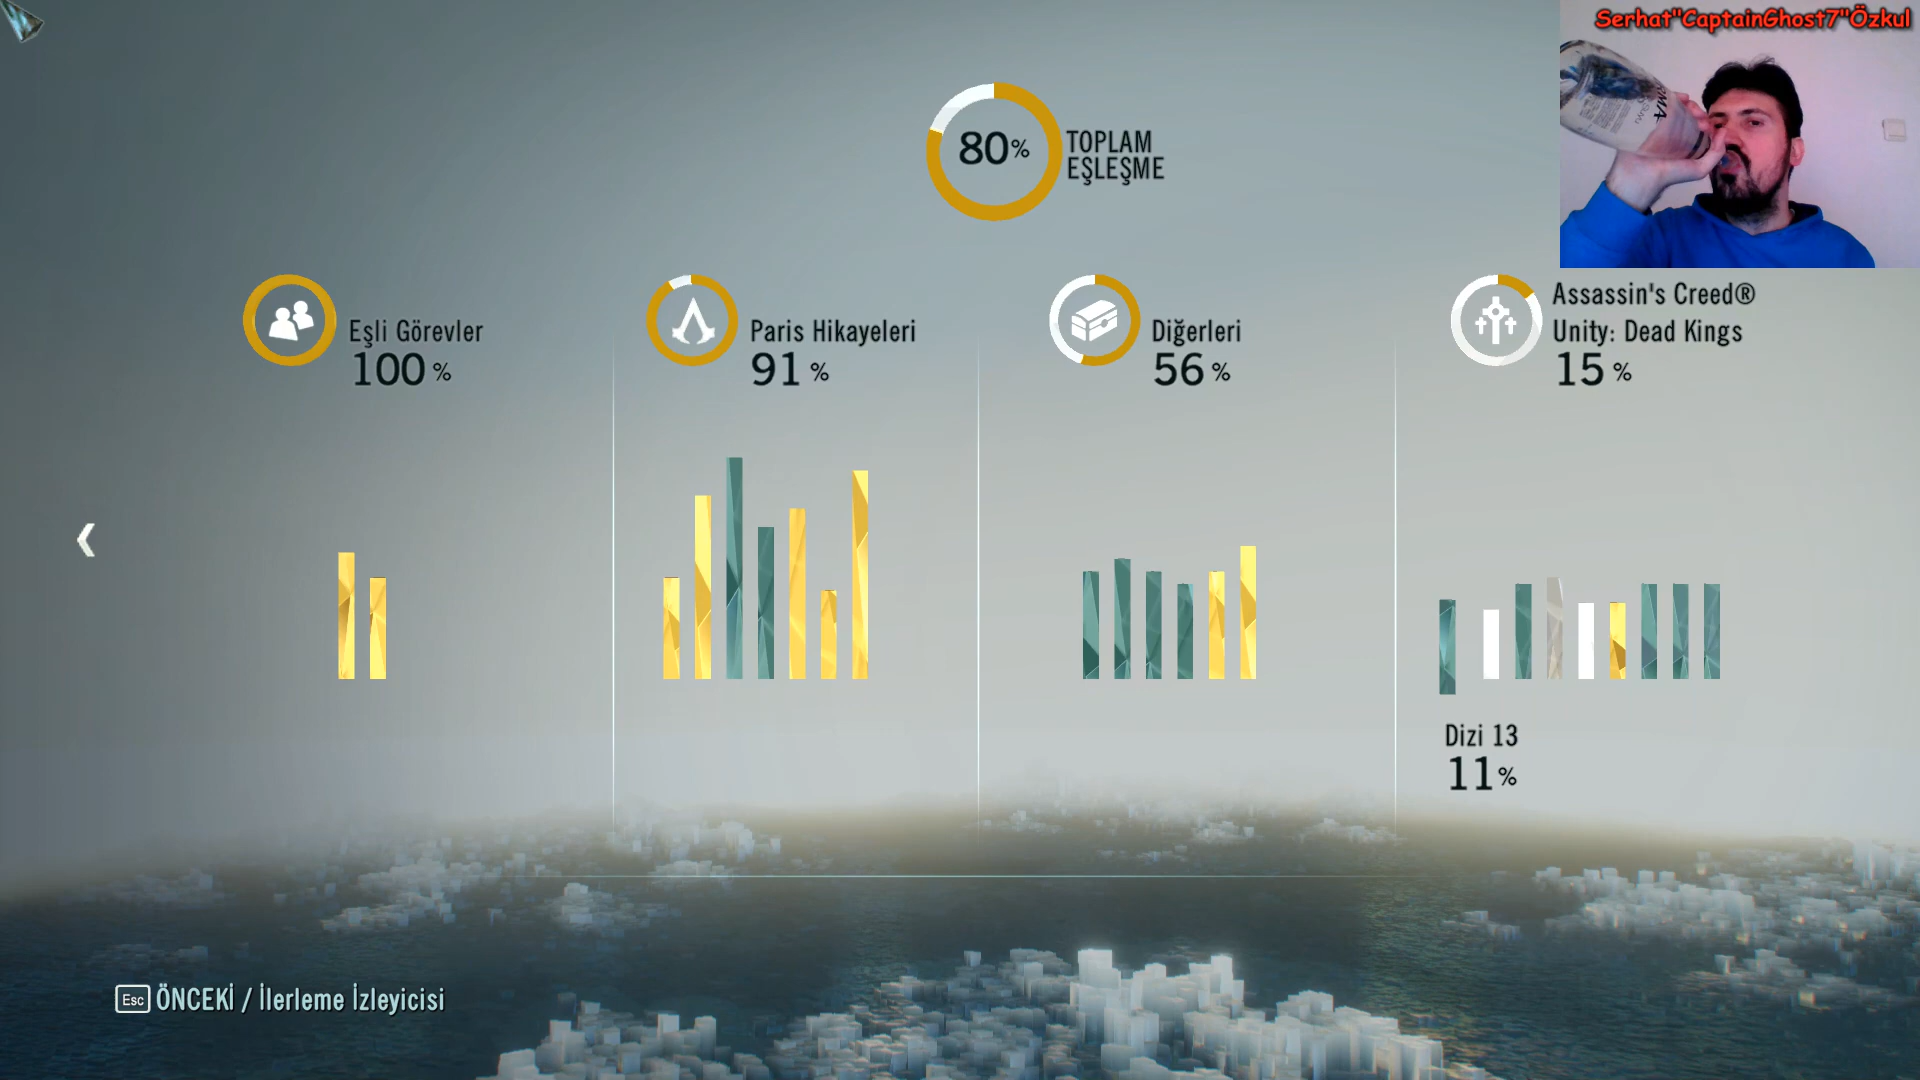 Serhat"CaptainGhost7"Özkul
80%
TOPLAM
EŞLEŞME
Eşli Görevler
100 %
Paris Hikayeleri
91 %
Diğerleri
56 %
Assassin's Creed®
Unity: Dead Kings
15 %
Dizi 13
11%
Esc ÖNCEKİ / İlerleme İzleyicisi